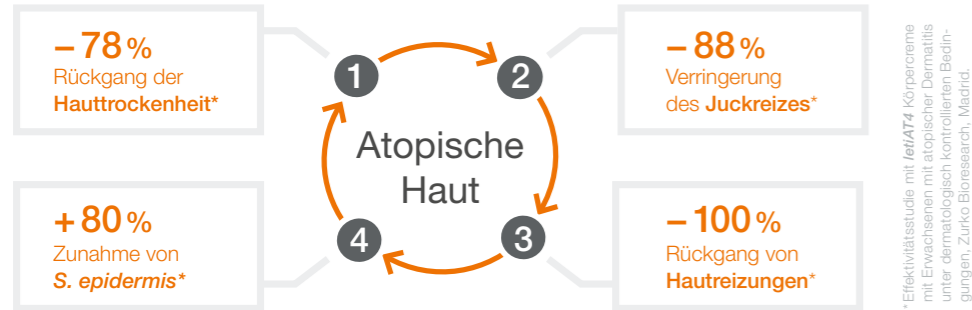 – 78 %
Rückgang der
Hauttrockenheit*
1
2
– 88 %
Verringerung
des Juckreizes*
Atopische
Haut
+ 80 %
Zunahme von
S. epidermis*
4
3
– 100 %
Rückgang von
Hautreizungen*
* Effektivitätsstudie mit letiAT4 Körpercreme
mit Erwachsenen mit atopischer Dermatitis
unter dermatologisch kontrollierten Bedin-
gungen, Zurko Bioresearch, Madrid.